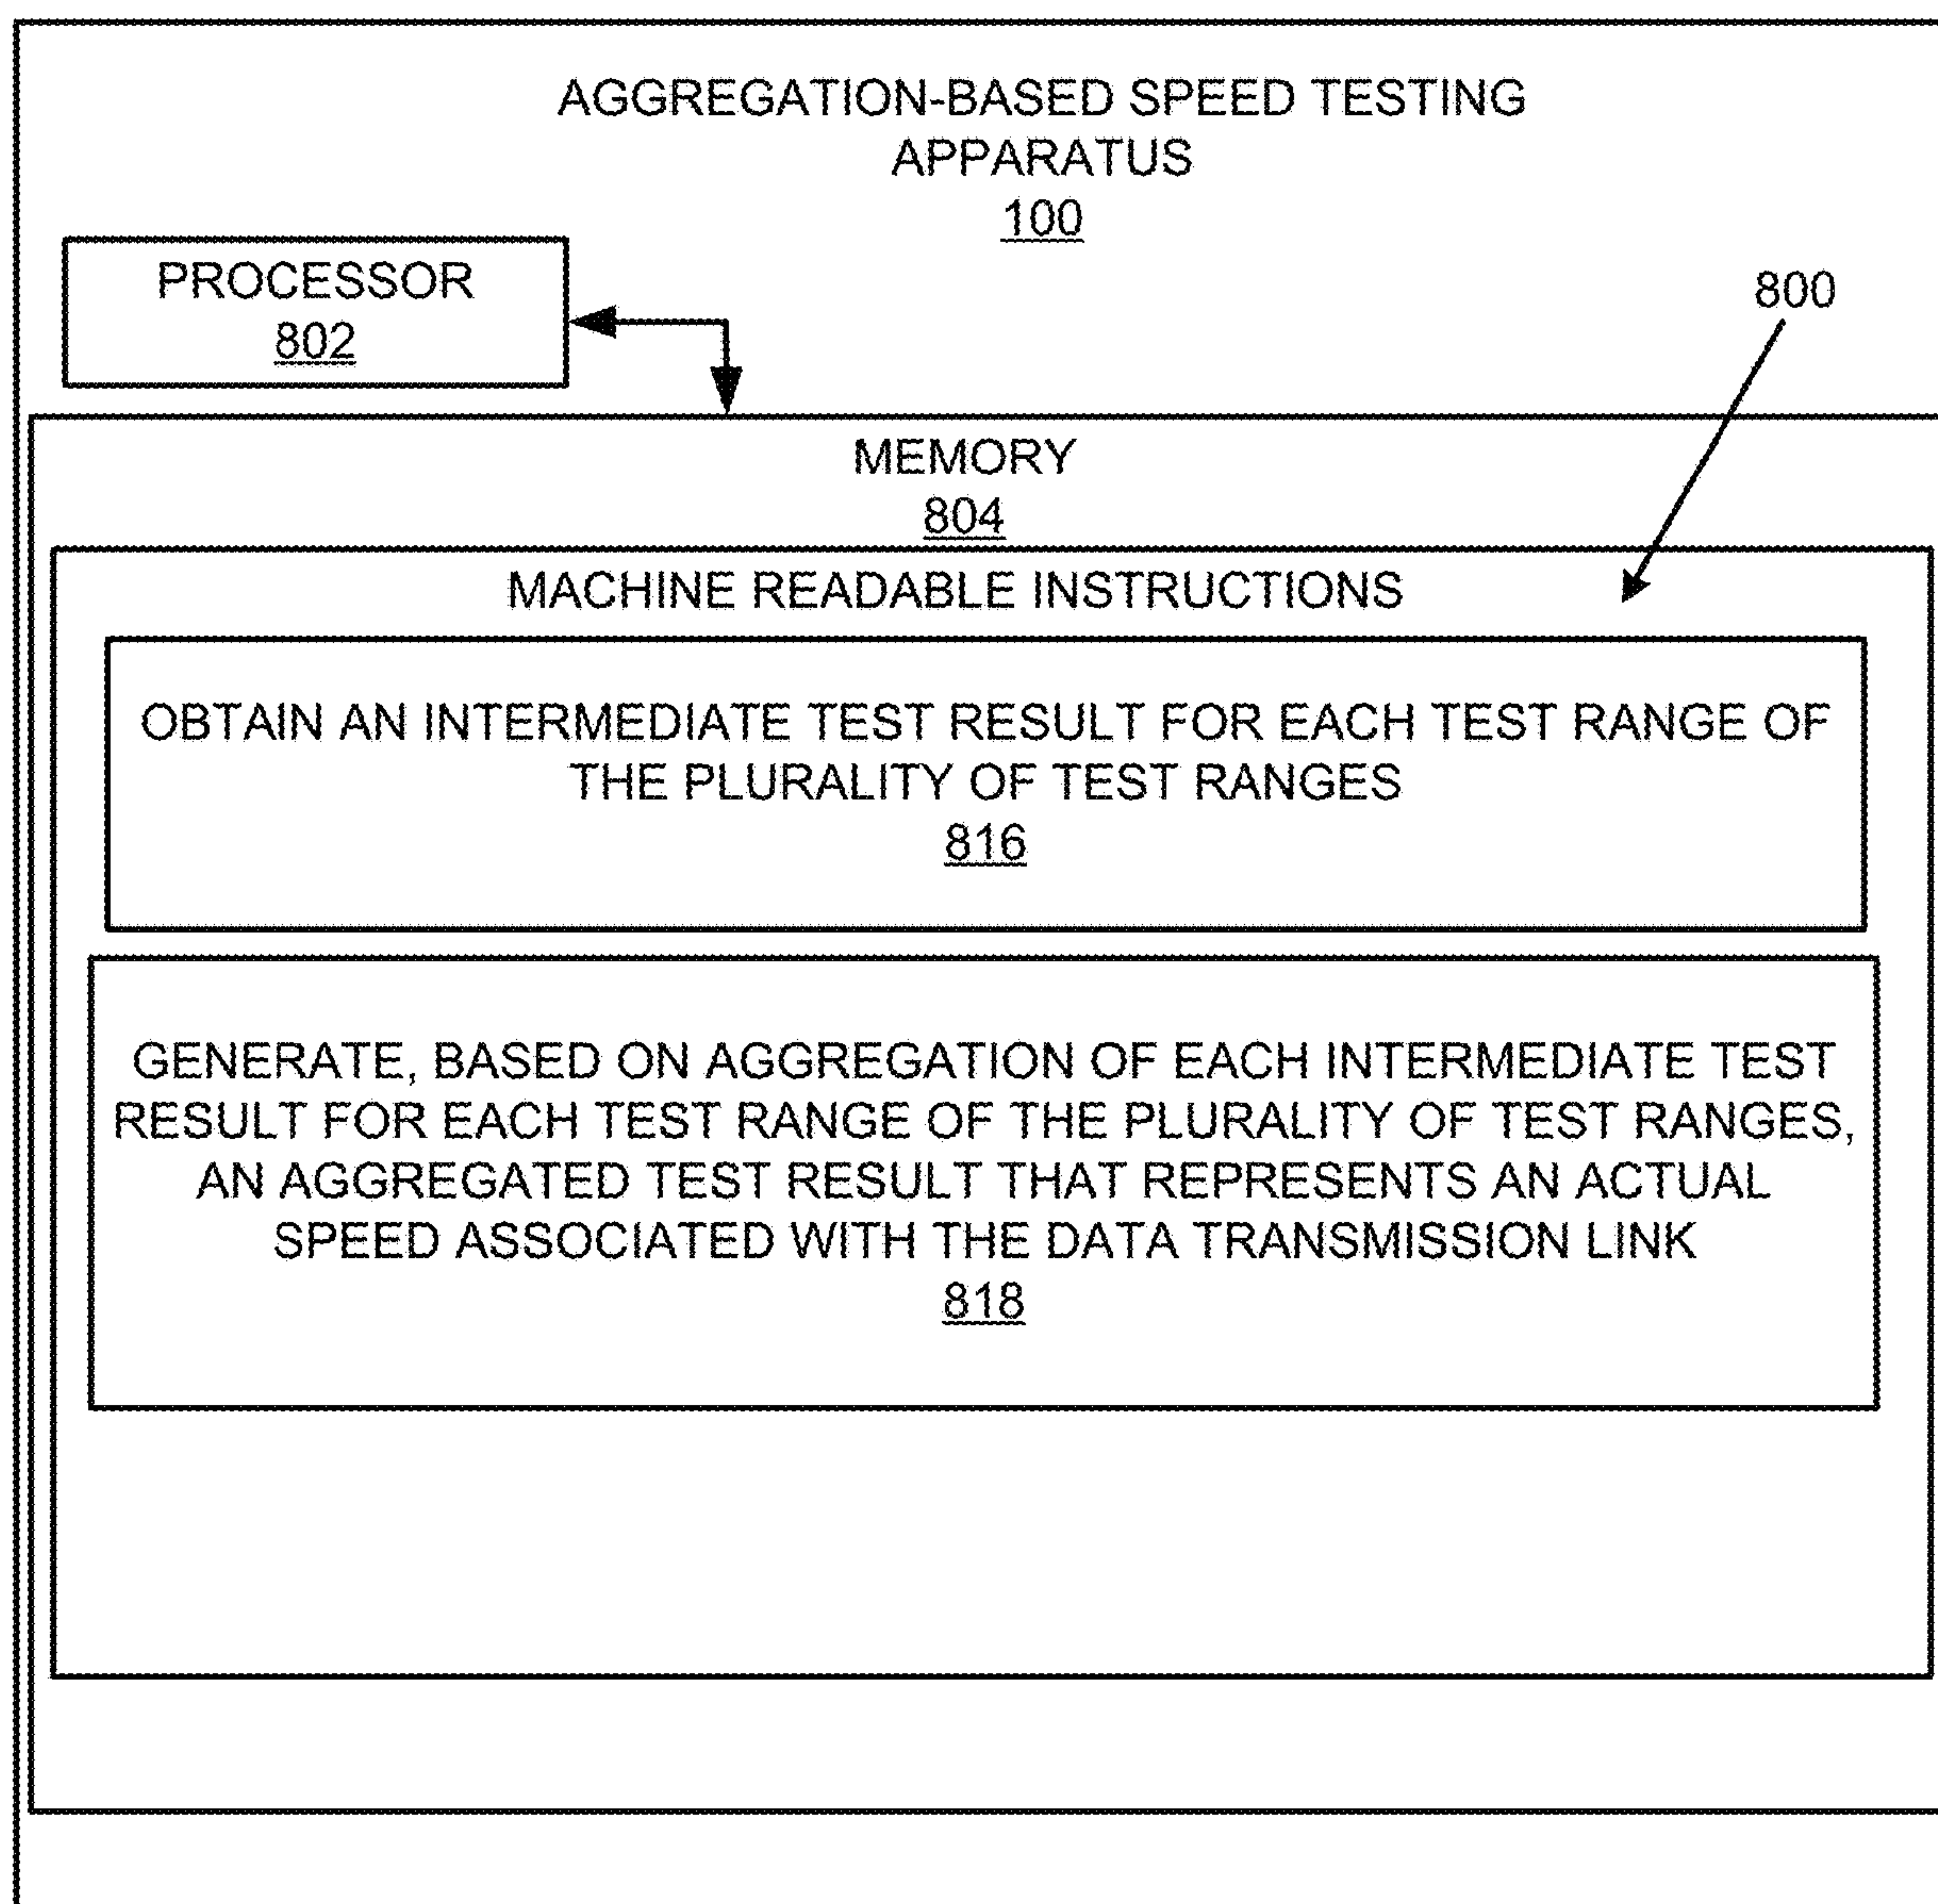 AGGREGATION-BASED SPEED TESTING
APPARATUS
100
PROCESSOR
802
800
MEMORY
804
MACHINE READABLE INSTRUCTIONS
OBTAIN AN INTERMEDIATE TEST RESULT FOR EACH TEST RANGE OF
THE PLURALITY OF TEST RANGES
816
GENERATE, BASED ON AGGREGATION OF EACH INTERMEDIATE TEST
RESULT FOR EACH TEST RANGE OF THE PLURALITY OF TEST RANGES,
AN AGGREGATED TEST RESULT THAT REPRESENTS AN ACTUAL
SPEED ASSOCIATED WITH THE DATA TRANSMISSION LINK
818